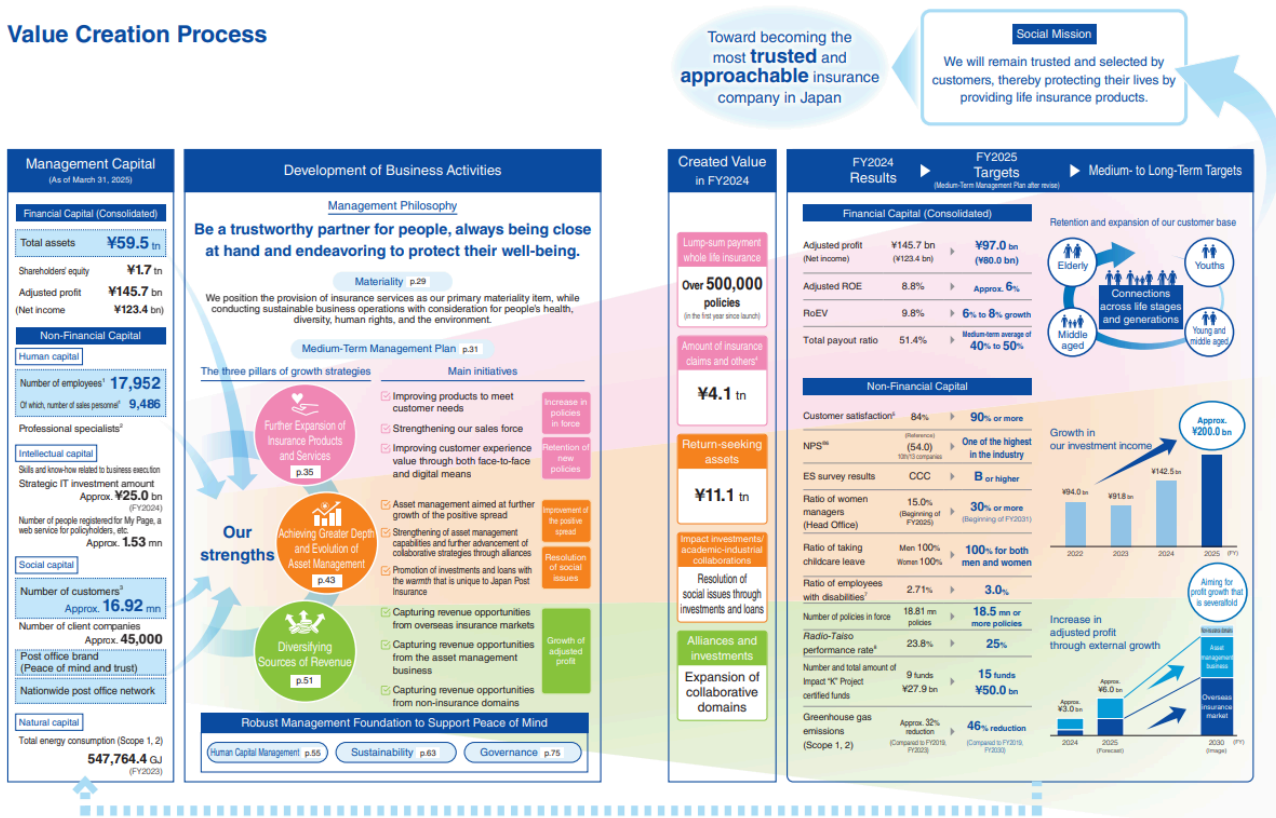 Value Creation Process
Toward becoming the
most trusted and
approachable insurance
company in Japan
Social Mission
We will remain trusted and selected by
customers, thereby protecting their lives by
providing life insurance products.
Management Capital
(As of March 31, 2025)
Financial Capital (Consolidated)
Total assets ¥59.5 tn
Shareholders' equity ¥1.7 tn
Adjusted profit ¥145.7 bn
(Net income) (¥123.4 bn)
Non-Financial Capital
Human capital
Number of employees1 17,952
Of which, number of sales personnel1 9,486
Professional specialists2
Intellectual capital
Skills and know-how related to business execution
Strategic IT investment amount
Approx. ¥25.0 bn
(FY2024)
Number of people registered for My Page, a
web service for policyholders, etc.
Approx. 1.53 mn
Social capital
Number of customers3
Approx. 16.92 mn
Number of client companies
Approx. 45,000
Post office brand
(Peace of mind and trust)
Nationwide post office network
Natural capital
Total energy consumption (Scope 1, 2)
547,764.4 GJ
(FY2023)
Development of Business Activities
Management Philosophy
Be a trustworthy partner for people, always being close
at hand and endeavoring to protect their well-being.
Materiality p.29
We position the provision of insurance services as our primary materiality item, while
conducting sustainable business operations with consideration for people's health,
diversity, human rights, and the environment.
Medium-Term Management Plan p.31
The three pillars of growth strategies
Main initiatives
Our
strengths
Further Expansion of
Insurance Products
and Services
p.35
Improving products to meet
customer needs
Strengthening our sales force
Improving customer experience
value through both face-to-face
and digital means
Increase in
policies
in force
Retention of
new
policies
Achieving Greater Depth
and Evolution of
Asset Management
p.43
Asset management aimed at further
growth of the positive spread
Strengthening of asset management
capabilities and further advancement of
collaborative strategies through alliances
Promotion of investments and loans with
the warmth that is unique to Japan Post
Insurance
Improvement of
the positive
spread
Resolution
of social
issues
Diversifying
Sources of Revenue
p.51
Capturing revenue opportunities
from overseas insurance markets
Capturing revenue opportunities
from the asset management
business
Capturing revenue opportunities
from non-insurance domains
Growth of
adjusted
profit
Robust Management Foundation to Support Peace of Mind
Human Capital Management p.55
Sustainability p.63
Governance p.75
Created Value
in FY2024
Lump-sum payment
whole life insurance
Over 500,000
policies
(in the first year since launch)
Amount of insurance
claims and others4
¥4.1 tn
Return-seeking
assets
¥11.1 tn
Impact investments/
academic-industrial
collaborations
Resolution of
social issues through
investments and loans
Alliances and
investments
Expansion of
collaborative
domains
FY2024
Results
FY2025
Targets
(Medium-Term Management Plan after revise)
Medium- to Long-Term Targets
Financial Capital (Consolidated)
Adjusted profit ¥145.7 bn ¥97.0 bn
(Net income) (¥123.4 bn) (¥80.0 bn)
Adjusted ROE 8.8% Approx. 6%
RoEV 9.8% 6% to 8% growth
Total payout ratio 51.4% Medium-term average of
40% to 50%
Non-Financial Capital
Customer satisfaction5 84% 90% or more
NPS®6 (Reference)
(54.0)
10th/13 companies
One of the highest
in the industry
ES survey results CCC B or higher
Ratio of women
managers
(Head Office)
15.0%
(Beginning of
FY2025)
30% or more
(Beginning of FY2031)
Ratio of taking
childcare leave
Men 100%
Women 100%
100% for both
men and women
Ratio of employees
with disabilities7
2.71% 3.0%
Number of policies in force 18.81 mn
policies
18.5 mn or
more policies
Radio-Taiso
performance rate8
23.8% 25%
Number and total amount of
Impact "K" Project
certified funds
9 funds
¥27.9 bn
15 funds
¥50.0 bn
Greenhouse gas
emissions
(Scope 1, 2)
Approx. 32%
reduction
(Compared to FY2019,
FY2023)
46% reduction
(Compared to FY2019,
FY2030)
Retention and expansion of our customer base
Elderly
Youths
Connections
across life stages
and generations
Middle
aged
Young and
middle aged
Growth in
our investment income
Approx.
¥200.0 bn
¥94.0 bn
¥91.8 bn
¥142.5 bn
2022 2023 2024 2025 (FY)
Aiming for
profit growth that
is severalfold
Increase in
adjusted profit
through external growth
Asset
management
business
Overseas
insurance
market
Approx.
¥3.0 bn
Approx.
¥6.0 bn
2024 2025 2030 (FY)
(Forecast) (Image)